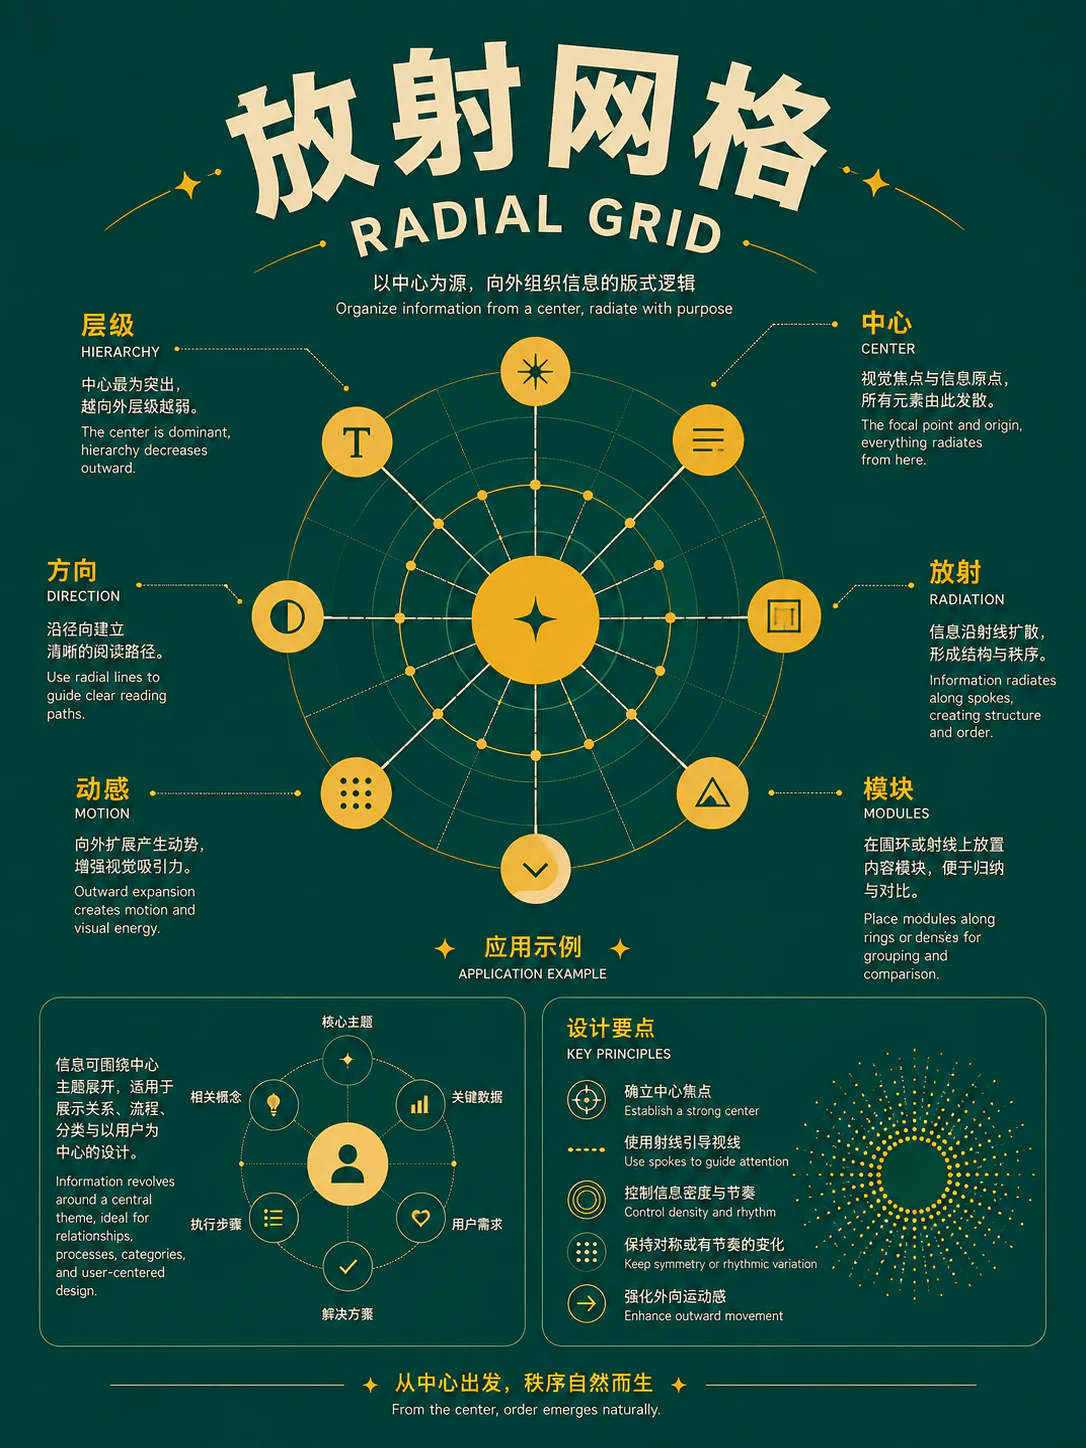 放射网格
RADIAL GRID
以中心为源，向外组织信息的版式逻辑
Organize information from a center, radiate with purpose
层级
HIERARCHY
中心最为突出，
越向外层级越弱。
The center is dominant,
hierarchy decreases
outward.
中心
CENTER
视觉焦点与信息原点，
所有元素由此发散。
The focal point and origin,
everything radiates
from here.
T
方向
DIRECTION
沿径向建立
清晰的阅读路径。
Use radial lines to
guide clear reading
paths.
放射
RADIATION
信息沿射线扩散，
形成结构与秩序。
Information radiates
along spokes,
creating structure
and order.
动感
MOTION
向外扩展产生动势，
增强视觉吸引力。
Outward expansion
creates motion and
visual energy.
模块
MODULES
在圆环或射线上放置
内容模块，便于归纳
与对比。
Place modules along
rings or denses for
grouping and
comparison.
应用示例
APPLICATION EXAMPLE
信息可围绕中心
主题展开，适用于
展示关系、流程、
分类与以用户为
中心的设计。
Information revolves
around a central
theme, ideal for
relationships,
processes, categories,
and user-centered
design.
核心主题
相关概念
关键数据
执行步骤
用户需求
解决方案
设计要点
KEY PRINCIPLES
确立中心焦点
Establish a strong center
使用射线引导视线
Use spokes to guide attention
控制信息密度与节奏
Control density and rhythm
保持对称或有节奏的变化
Keep symmetry or rhythmic variation
强化外向运动感
Enhance outward movement
从中心出发，秩序自然而生
From the center, order emerges naturally.